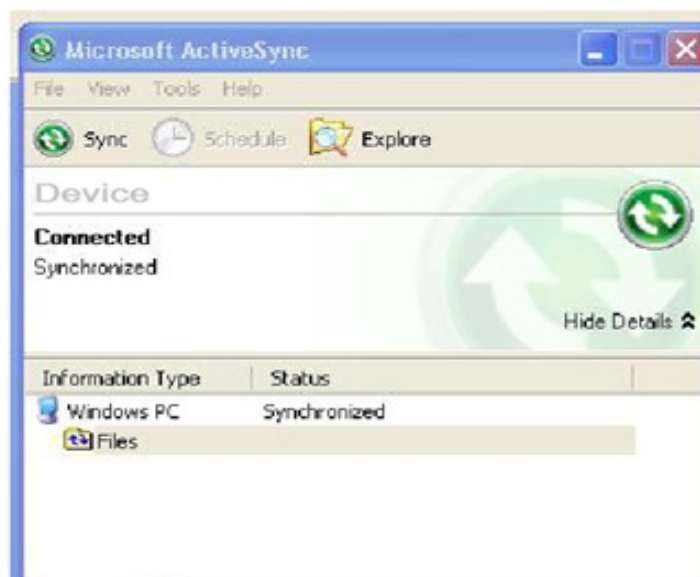 Microsoft ActiveSync
File View Tools Help
Sync Schedule Explore
Device
Connected
Synchronized
Hide Details
Information Type Status
Windows PC Synchronized
Files